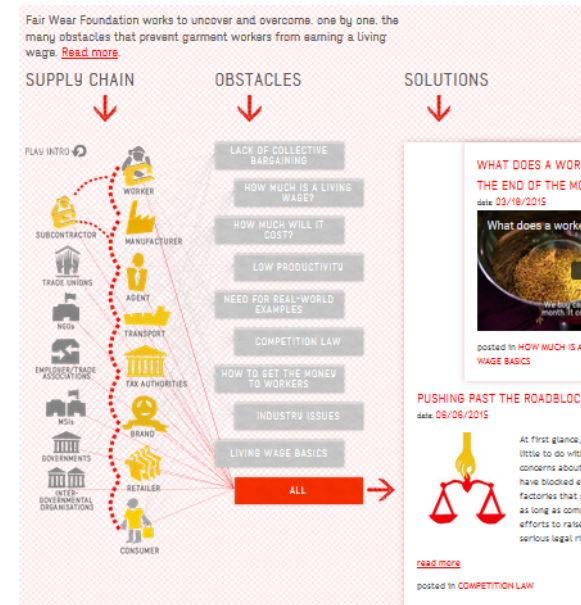 Fair Wear Foundation works to uncover and overcome, one by one, the
many obstacles that prevent garment workers from earning a living
wage. Read more.
SUPPLY CHAIN
OBSTACLES
SOLUTIONS
PLAY INTRO
WORKER
SUBCONTRACTOR
MANUFACTURER
TRADE UNIONS
AGENT
NGOs
TRANSPORT
EMPLOYER/TRADE
ASSOCIATIONS
TAX AUTHORITIES
MSIs
BRAND
GOVERNMENTS
RETAILER
INTER-
GOVERNMENTAL
ORGANISATIONS
CONSUMER
LACK OF COLLECTIVE
BARGAINING
HOW MUCH IS A LIVING
WAGE?
HOW MUCH WILL IT
COST?
LOW PRODUCTIVITY
NEED FOR REAL-WORLD
EXAMPLES
COMPETITION LAW
HOW TO GET THE MONEY
TO WORKERS
INDUSTRY ISSUES
LIVING WAGE BASICS
ALL
WHAT DOES A WOR
THE END OF THE MO
date: 03/18/2015
What does a worke
We buy
month. It
posted in HOW MUCH IS A
WAGE BASICS
PUSHING PAST THE ROADBLOC
date: 06/06/2015
At first glance,
little to do wit
concerns about
have blocked e
factories that
as long as com
efforts to raise
serious legal ri
read more
posted in COMPETITION LAW